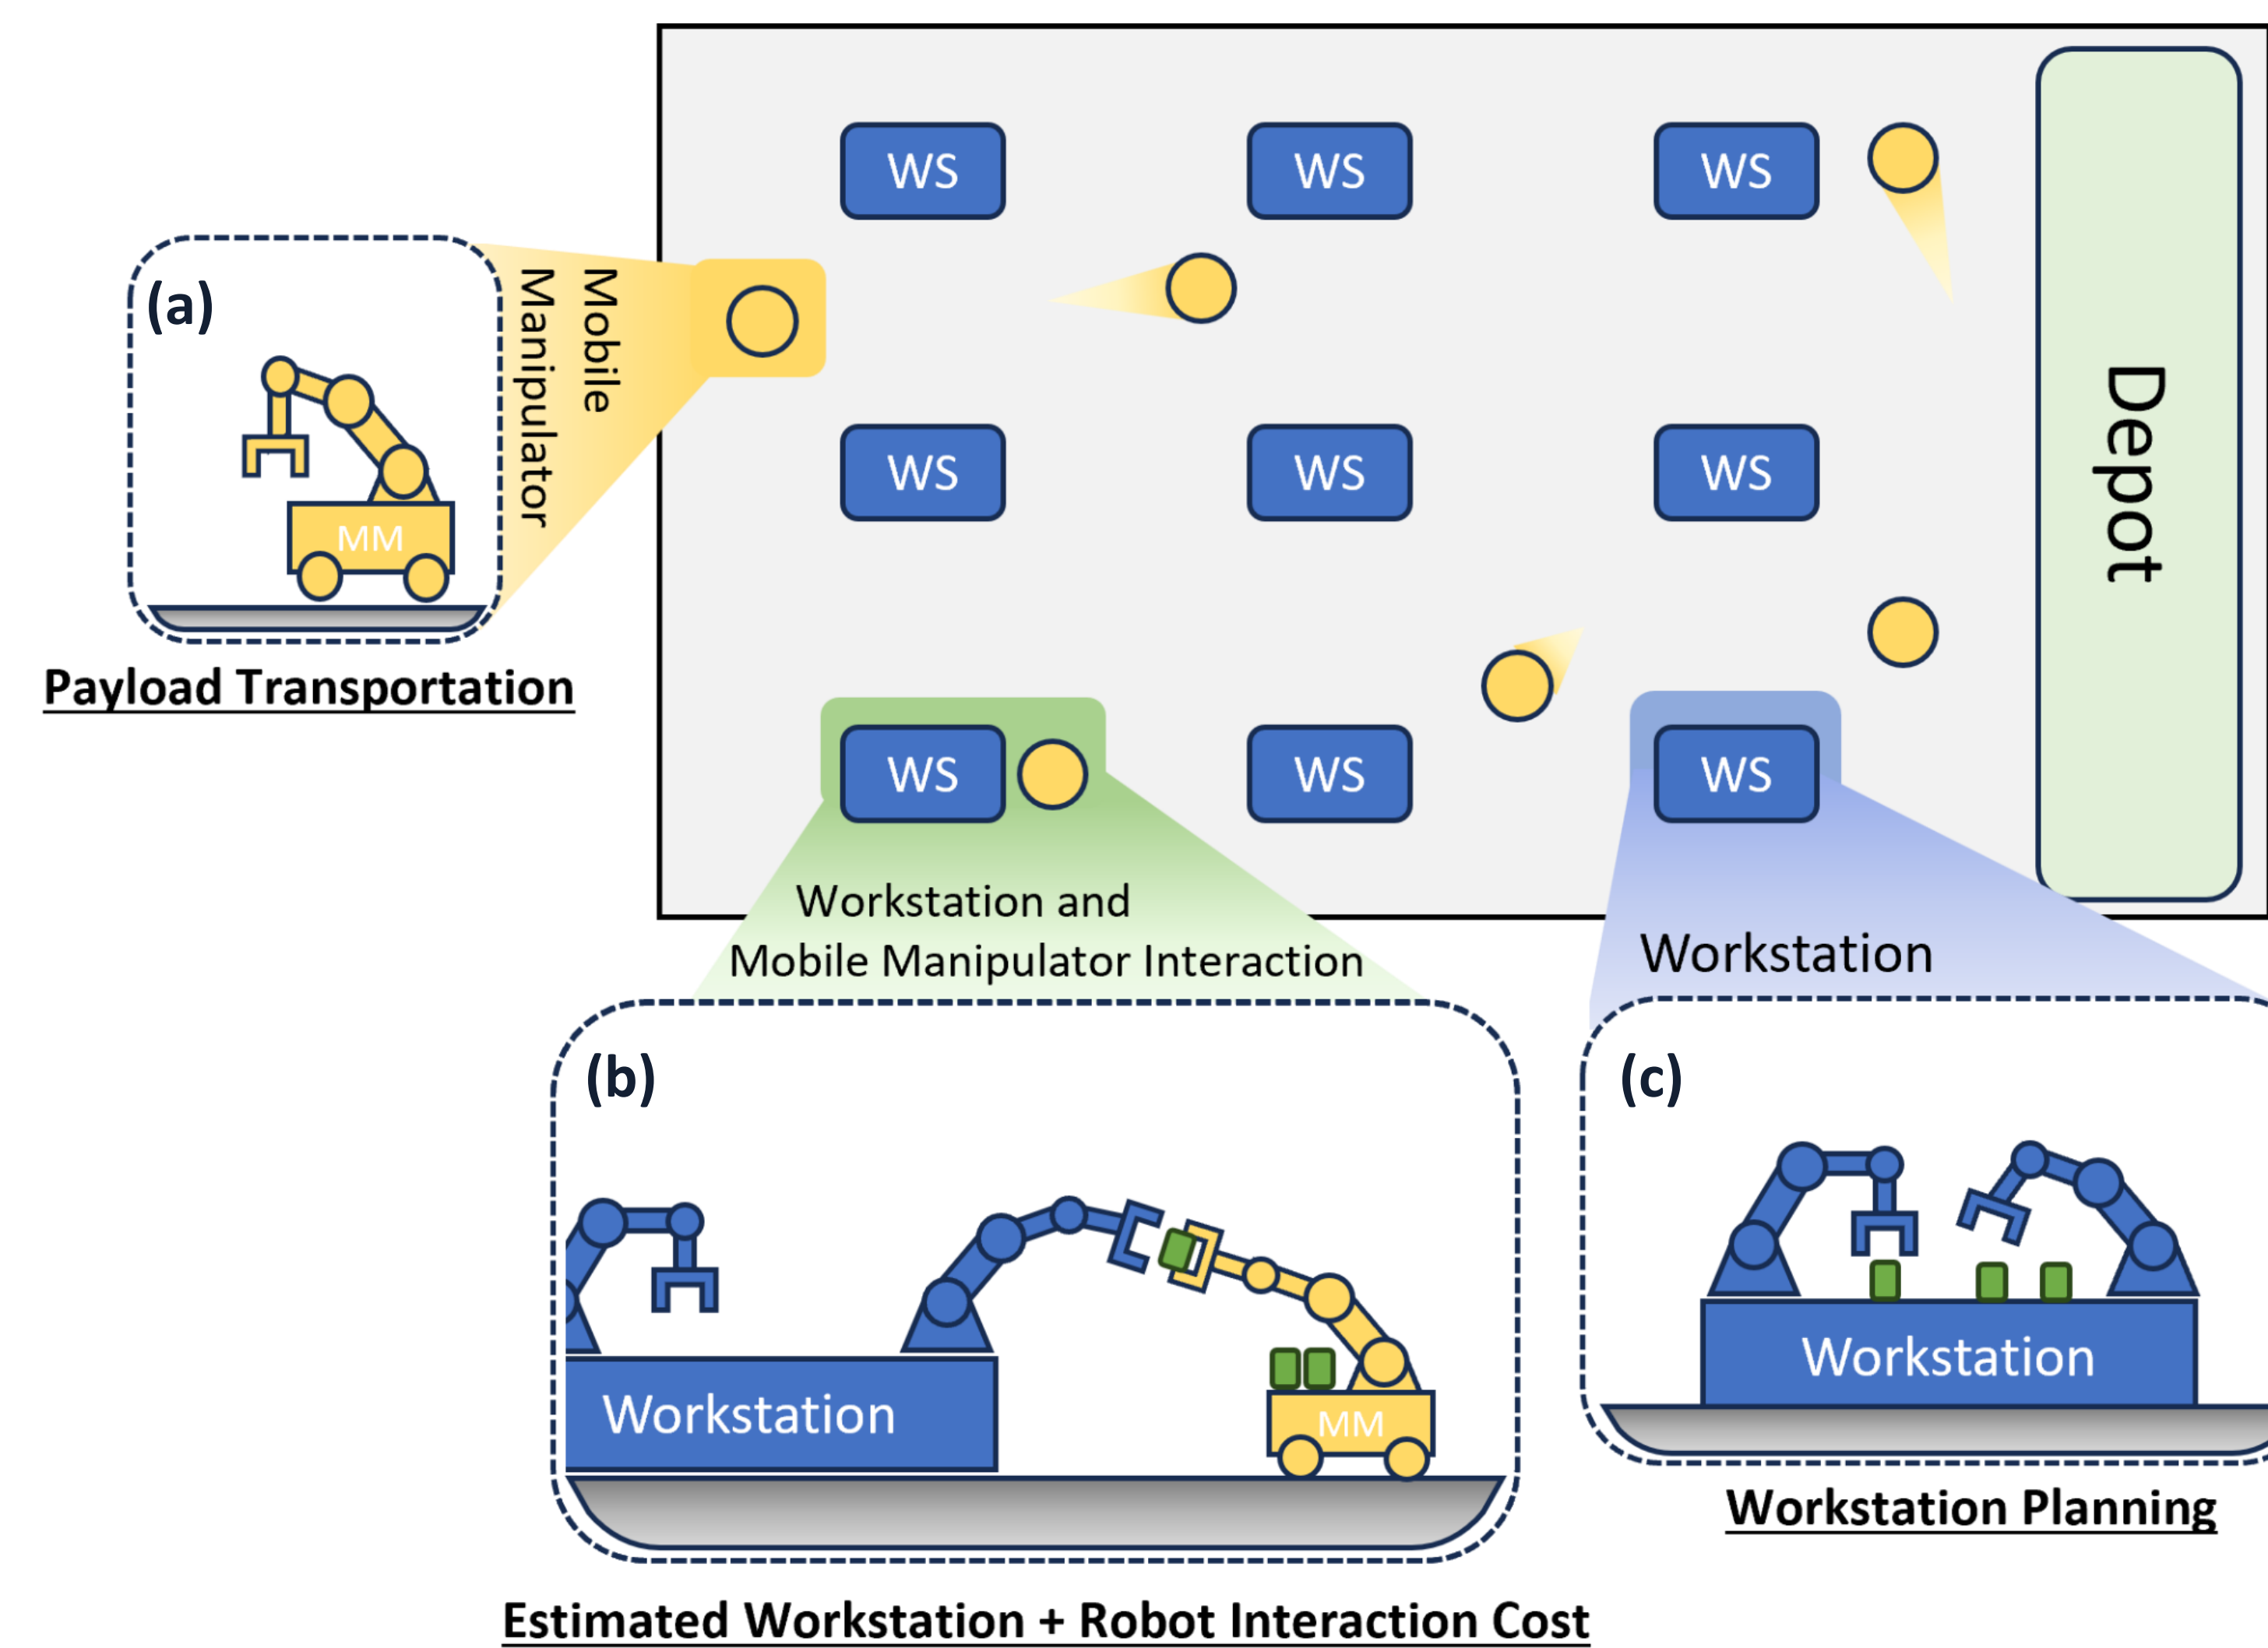 WS
WS
WS
(a)
Mobile
Manipulator
MM
Payload Transportation
WS
WS
WS
Depot
WS
WS
WS
Workstation and
Mobile Manipulator Interaction
Workstation
(b)
Workstation
MM
Estimated Workstation + Robot Interaction Cost
(c)
Workstation
Workstation Planning